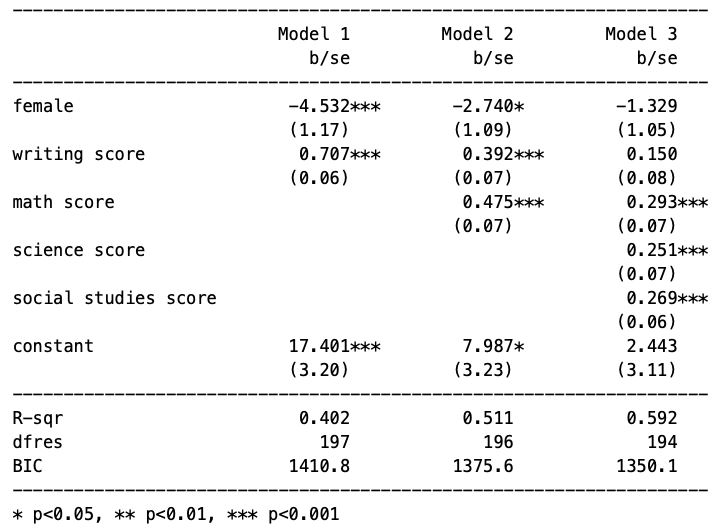 Model 1 Model 2 Model 3
b/se b/se b/se
female -4.532*** -2.740* -1.329
(1.17) (1.09) (1.05)
writing score 0.707*** 0.392*** 0.150
(0.06) (0.07) (0.08)
math score 0.475*** 0.293***
(0.07) (0.07)
science score 0.251***
(0.07)
social studies score 0.269***
(0.06)
constant 17.401*** 7.987* 2.443
(3.20) (3.23) (3.11)
R-sqr 0.402 0.511 0.592
dfres 197 196 194
BIC 1410.8 1375.6 1350.1
* p<0.05, ** p<0.01, *** p<0.001